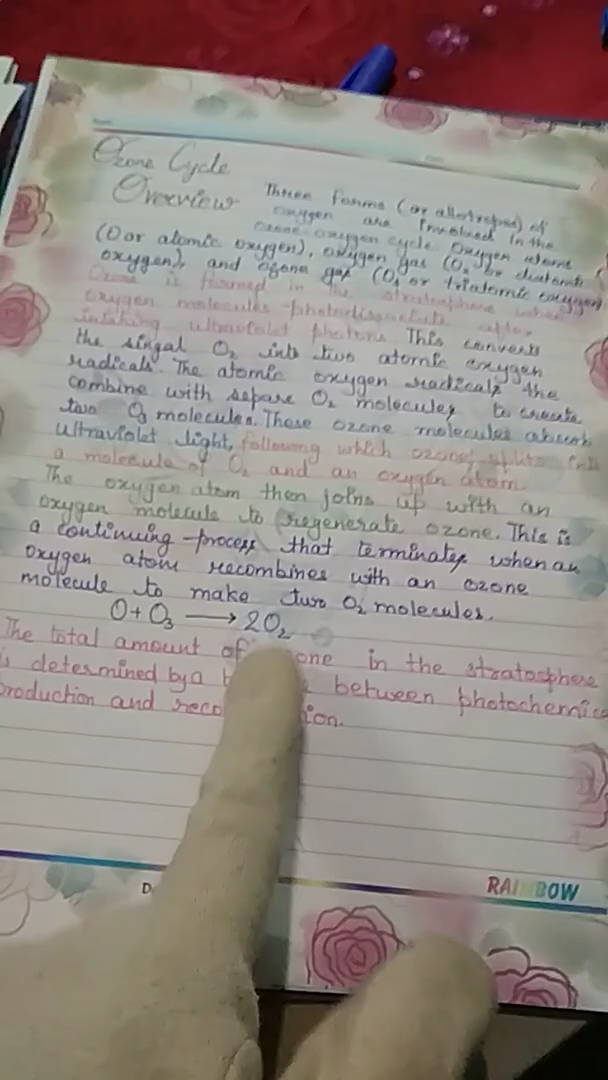 Ozone Cycle
Overview Three forms (or allotropes) of
oxygen are involved in the
ozone-oxygen cycle Oxygen atoms
(O or atomic oxygen), oxygen gas (O2 or diatomic
oxygen), and ozone gas (O3 or triatomic oxygen)
Ozone is formed in the stratosphere when
oxygen molecules photodissociate after
intaking ultraviolet photons This converts
the singal O2 into two atomic oxygen
radicals. The atomic oxygen radicals the
combine with separe O2 molecules to create
two O3 molecules. These ozone molecules absorb
ultraviolet light, following which ozone splits into
a molecule of O2 and an oxygen atom
The oxygen atom then joins up with an
oxygen molecule to regenerate ozone. This is
a continuing process that terminates when an
oxygen atom recombines with an ozone
molecule to make two O2 molecules.
O + O3 → 2O2
The total amount of one in the stratosphere
is determined by a b between photochemic
production and reco ion.
D
RAINBOW